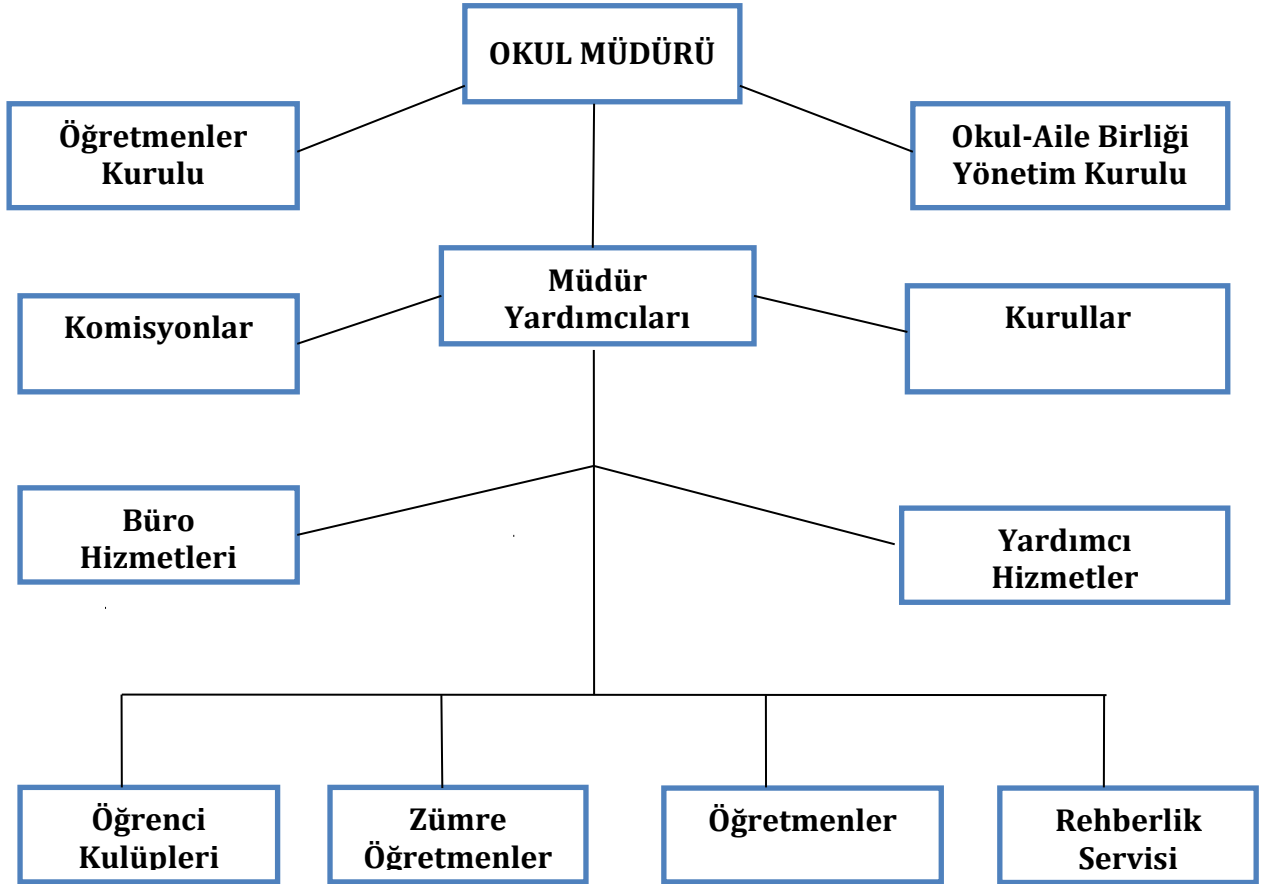 OKUL MÜDÜRÜ
Öğretmenler
Kurulu
Okul-Aile Birliği
Yönetim Kurulu
Müdür
Yardımcıları
Komisyonlar
Kurullar
Büro
Hizmetleri
Yardımcı
Hizmetler
Öğrenci
Kulüpleri
Zümre
Öğretmenler
Öğretmenler
Rehberlik
Servisi